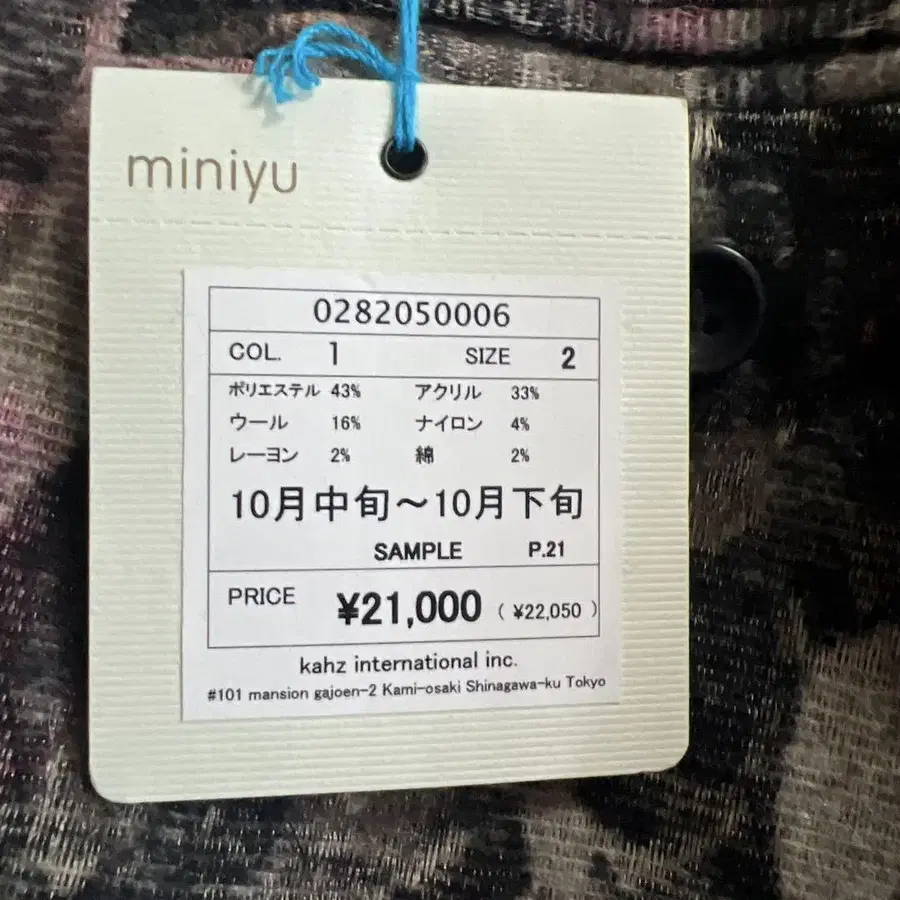 miniyu
0282050006
COL. 1 SIZE 2
ポリエステル 43% アクリル 33%
ウール 16% ナイロン 4%
レーヨン 2% 綿 2%
10月中旬～10月下旬
SAMPLE P.21
PRICE ¥21,000 ( ¥22,050 )
kahz international inc.
#101 mansion gajoen-2 Kami-osaki Shinagawa-ku Tokyo